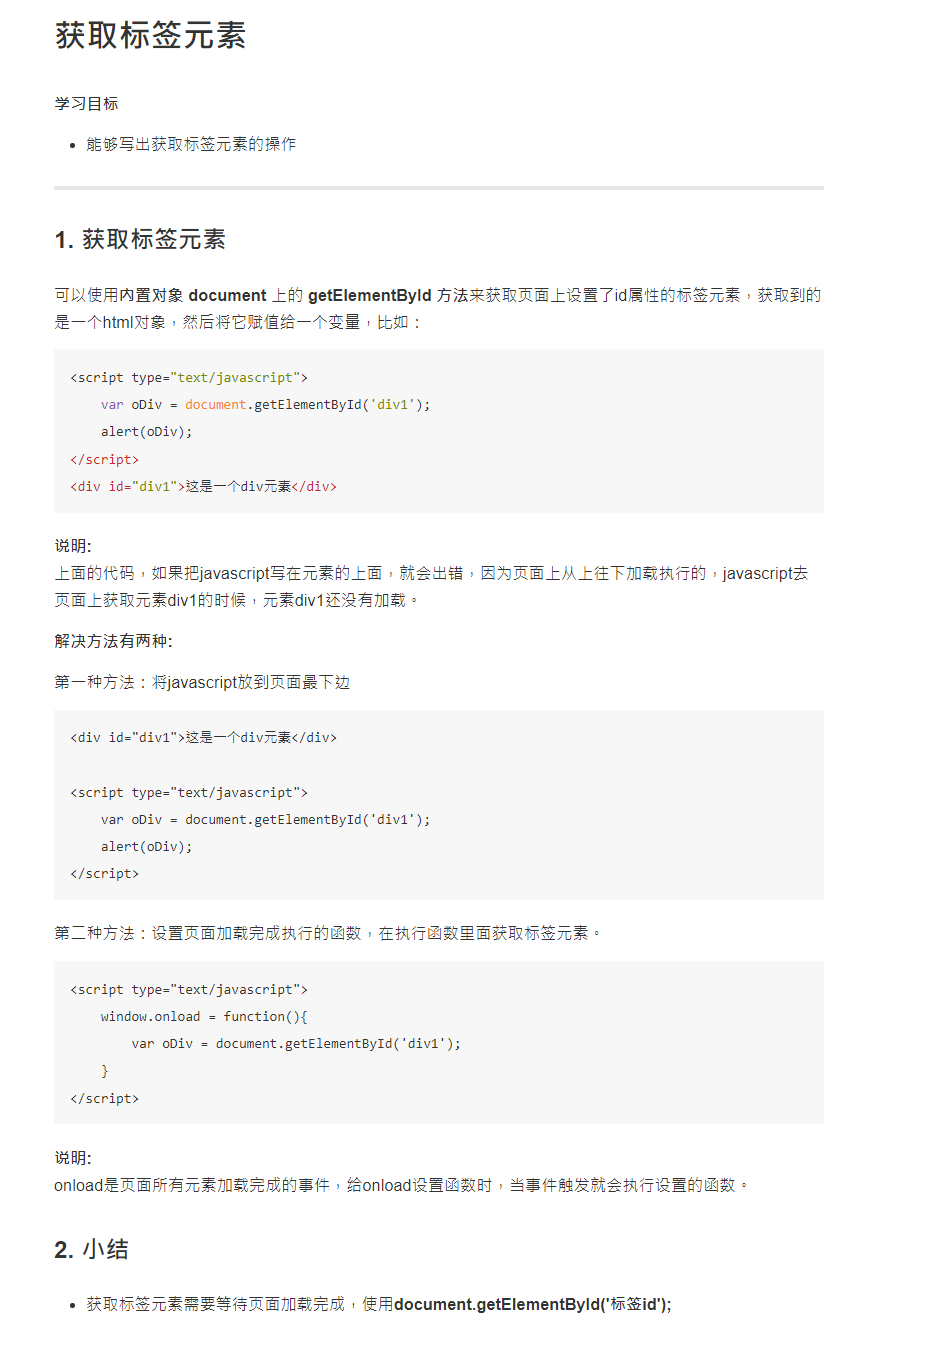 获取标签元素
学习目标
• 能够写出获取标签元素的操作
1. 获取标签元素
可以使用内置对象 document 上的 getElementById 方法来获取页面上设置了id属性的标签元素，获取到的
是一个html对象，然后将它赋值给一个变量，比如：
<script type="text/javascript">
    var oDiv = document.getElementById('div1');
    alert(oDiv);
</script>
<div id="div1">这是一个div元素</div>
说明:
上面的代码，如果把javascript写在元素的上面，就会出错，因为页面上从上往下加载执行的，javascript去
页面上获取元素div1的时候，元素div1还没有加载。
解决方法有两种:
第一种方法：将javascript放到页面最下边
<div id="div1">这是一个div元素</div>
<script type="text/javascript">
    var oDiv = document.getElementById('div1');
    alert(oDiv);
</script>
第二种方法：设置页面加载完成执行的函数，在执行函数里面获取标签元素。
<script type="text/javascript">
    window.onload = function(){
        var oDiv = document.getElementById('div1');
    }
</script>
说明:
onload是页面所有元素加载完成的事件，给onload设置函数时，当事件触发就会执行设置的函数。
2. 小结
• 获取标签元素需要等待页面加载完成，使用document.getElementById('标签id');